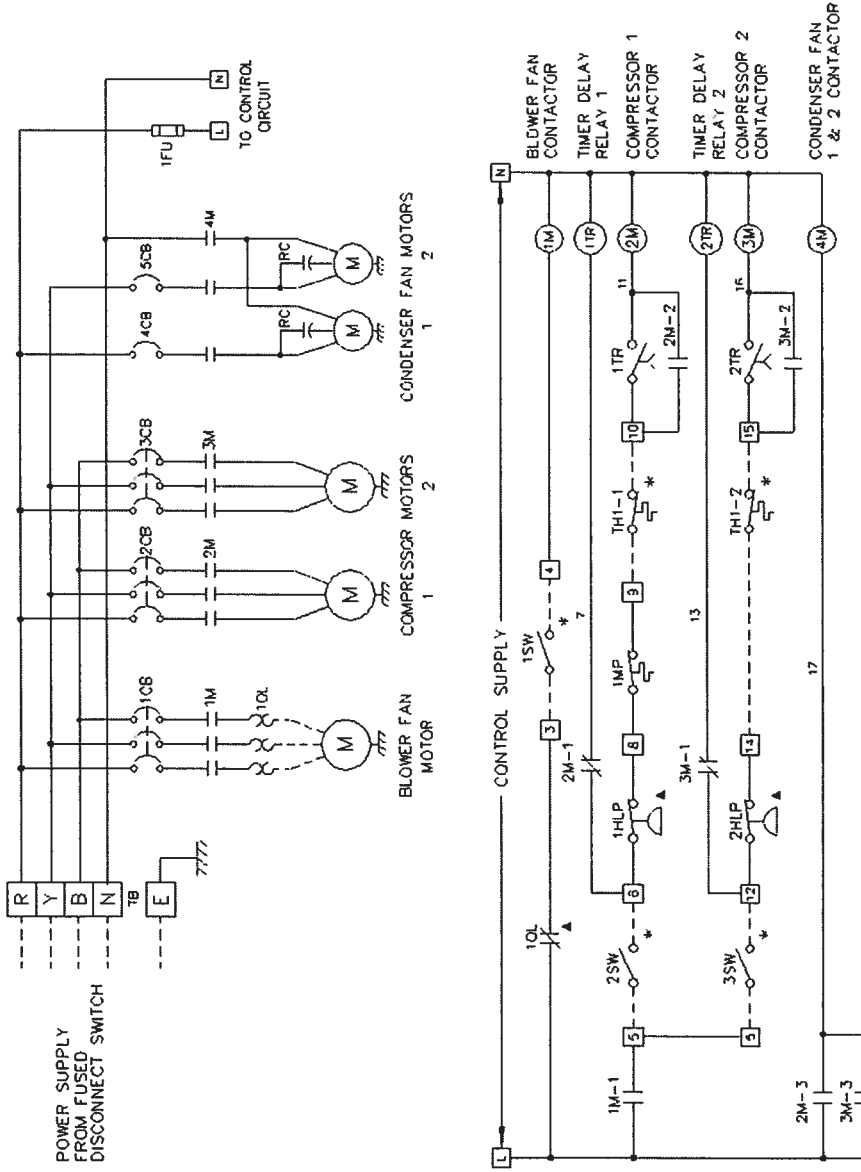 POWER SUPPLY
FROM FUSED
DISCONNECT SWITCH
R
Y
B
N
TB
E
1CB
1M
1OL
M
BLOWER FAN
MOTOR
2CB
2M
M
1
3CB
3M
M
2
COMPRESSOR MOTORS
4CB
5CB
4M
RC
RC
M
M
1
2
CONDENSER FAN MOTORS
1FU
L
N
TO CONTROL
CIRCUIT
L
CONTROL SUPPLY
N
1OL
▲
3
1SW
*
4
1M
BLOWER FAN
CONTACTOR
2M-1
7
1TR
TIMER DELAY
RELAY 1
1M-1
5
2SW
*
6
1HLP
▲
8
1MP
9
TH1-1
*
10
1TR
2M-2
11
2M
COMPRESSOR 1
CONTACTOR
3M-1
13
2TR
TIMER DELAY
RELAY 2
5
3SW
*
12
2HLP
▲
14
TH1-2
*
15
2TR
3M-2
16
3M
COMPRESSOR 2
CONTACTOR
2M-3
17
4M
CONDENSER FAN
1 & 2 CONTACTOR
3M-3